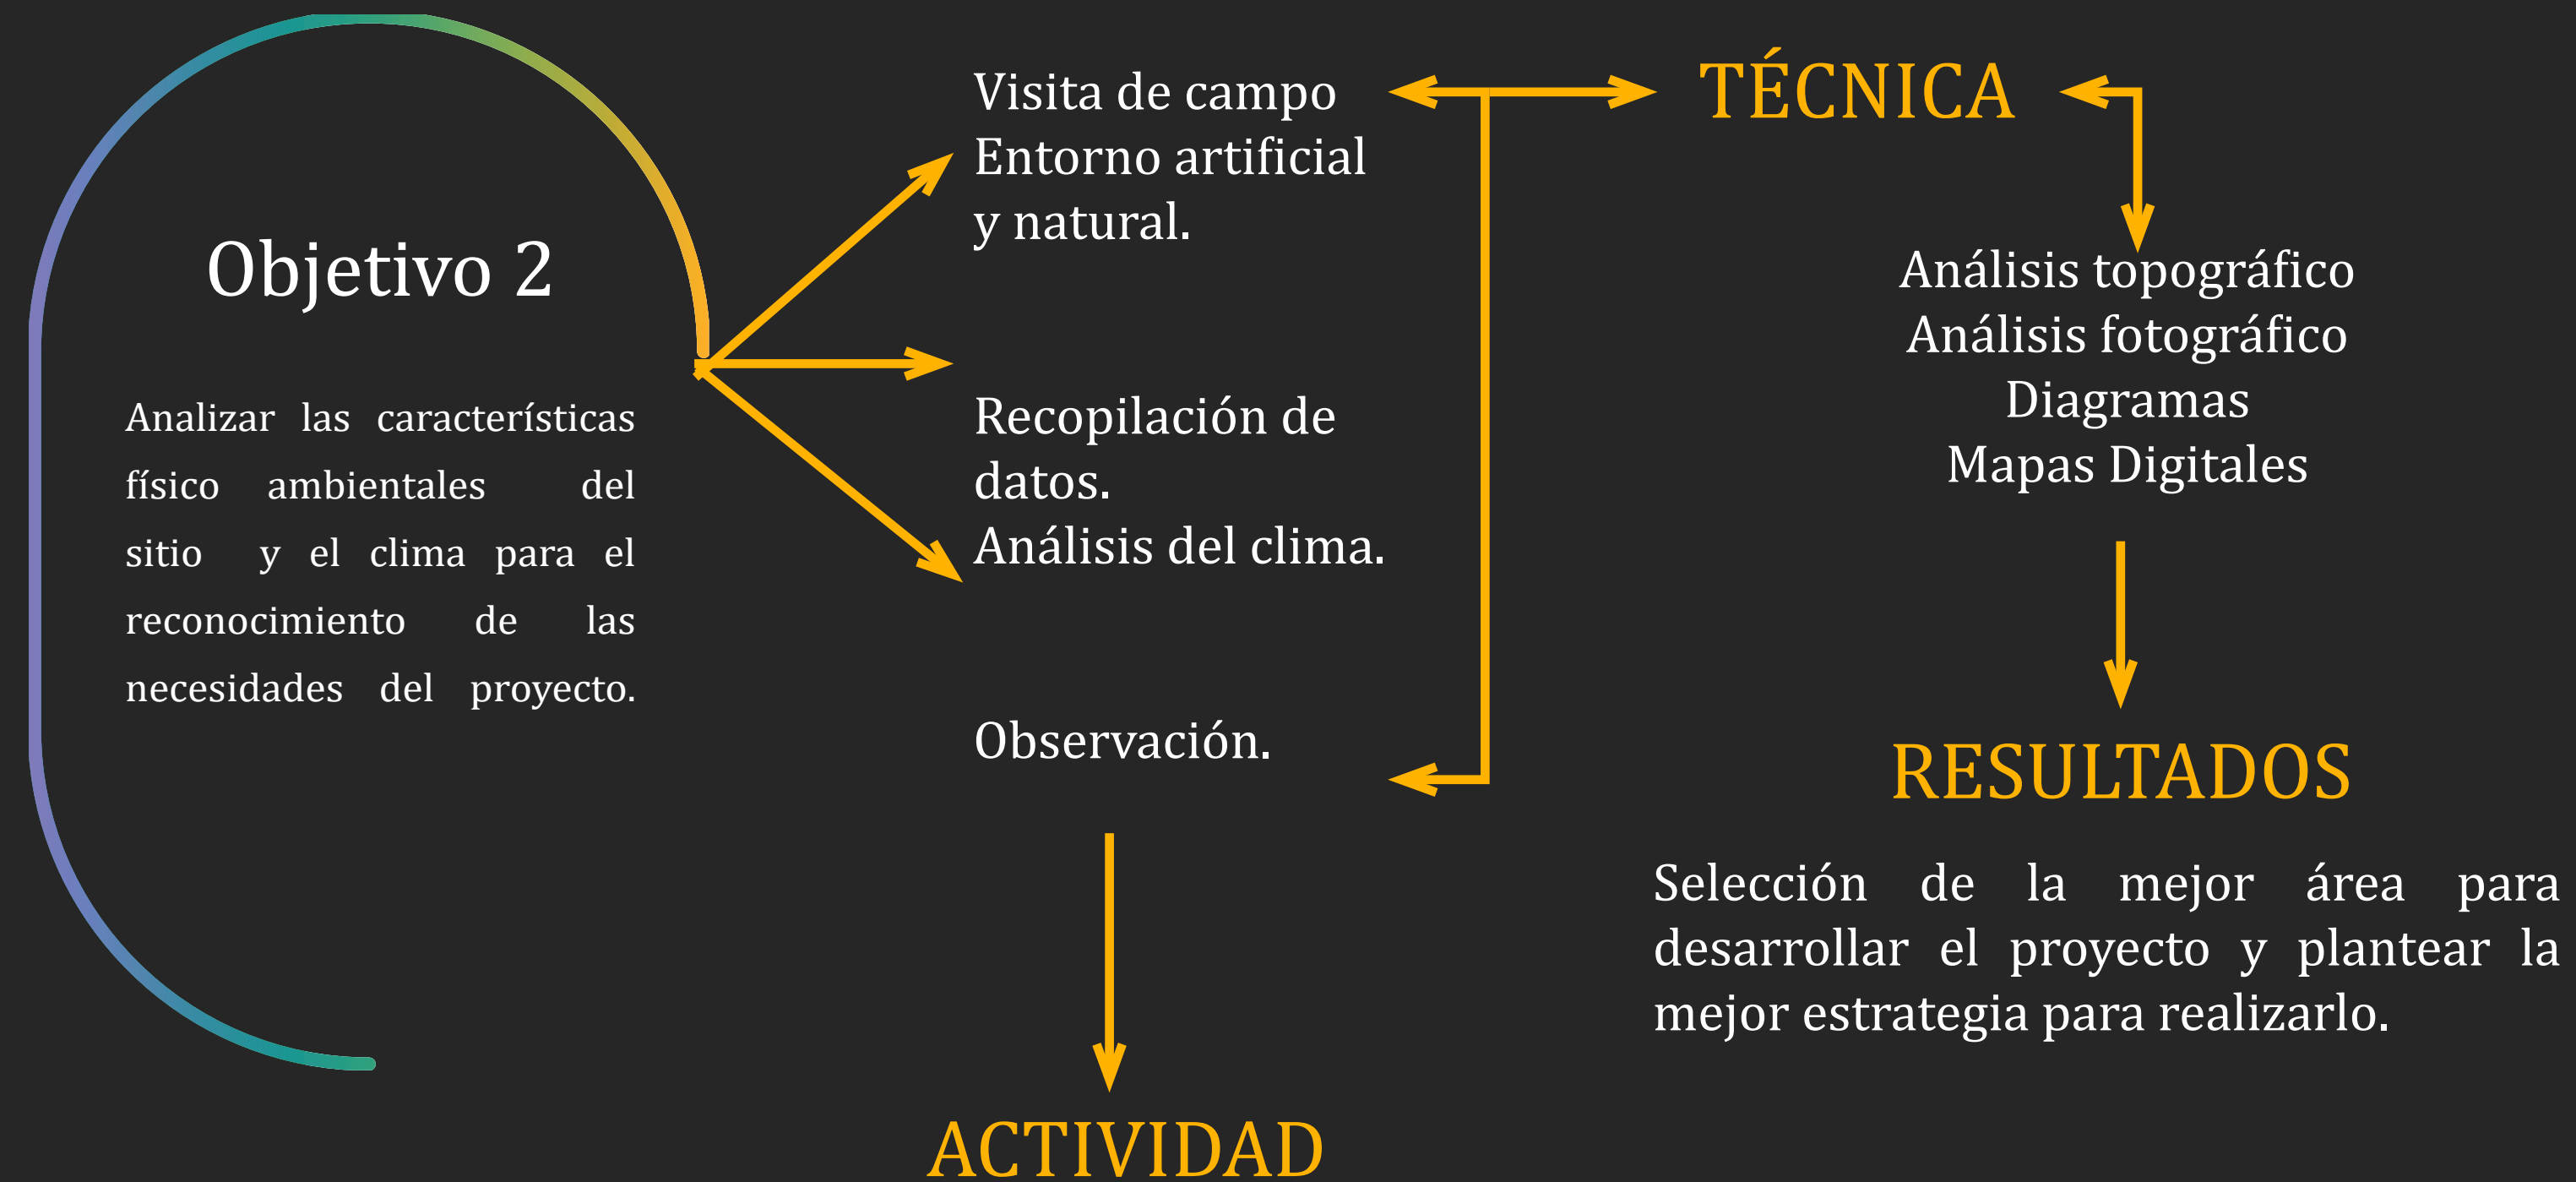 Objetivo 2
Analizar las características
físico ambientales del
sitio y el clima para el
reconocimiento de las
necesidades del proyecto.
Visita de campo
Entorno artificial
y natural.
Recopilación de
datos.
Análisis del clima.
Observación.
ACTIVIDAD
TÉCNICA
Análisis topográfico
Análisis fotográfico
Diagramas
Mapas Digitales
RESULTADOS
Selección de la mejor área para
desarrollar el proyecto y plantear la
mejor estrategia para realizarlo.